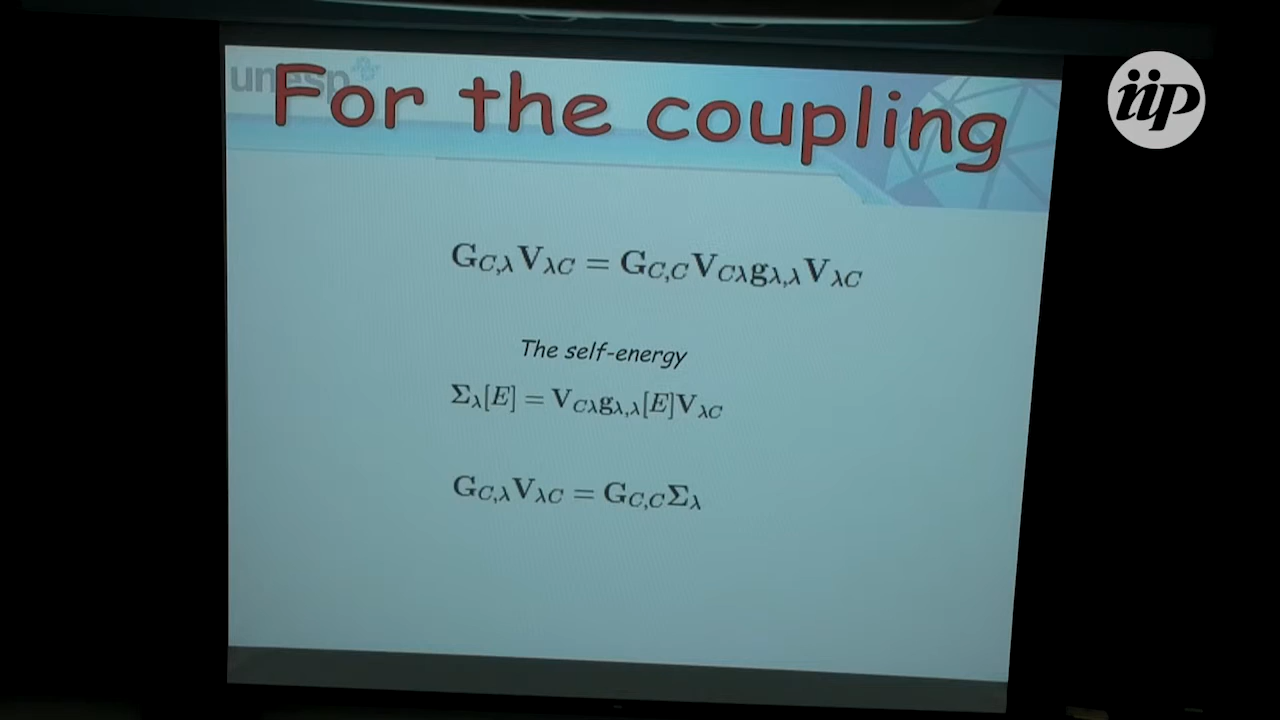 unesp
For the coupling
iip
G_{C,λ}V_{λC} = G_{C,C}V_{Cλ}g_{λ,λ}V_{λC}
The self-energy
Σ_λ[E] = V_{Cλ}g_{λ,λ}[E]V_{λC}
G_{C,λ}V_{λC} = G_{C,C}Σ_λ